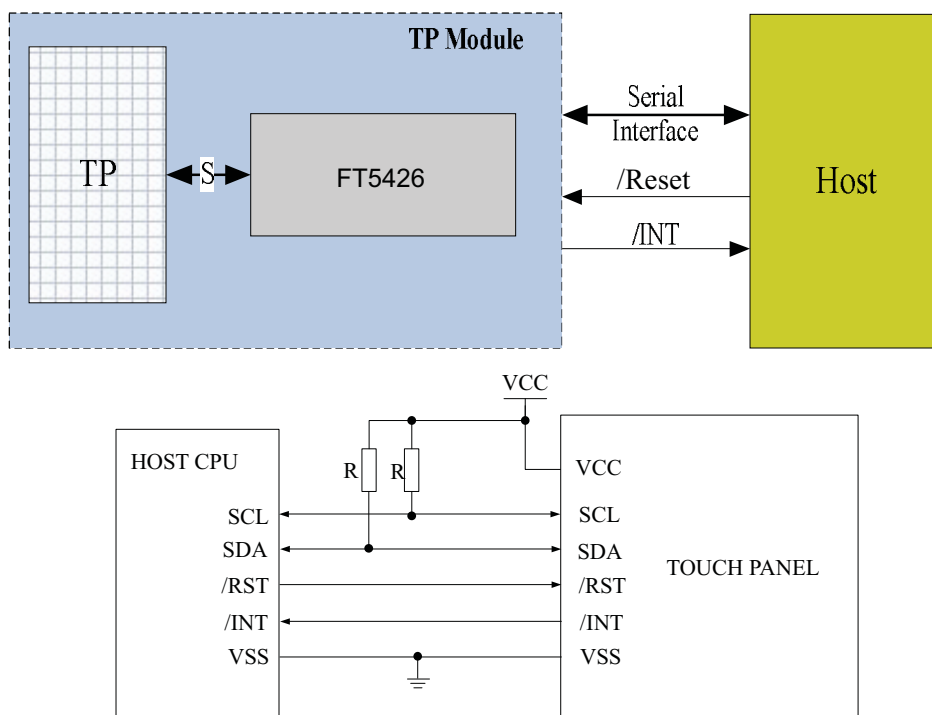 TP Module
TP
S
FT5426
Serial
Interface
/Reset
/INT
Host
VCC
HOST CPU
R
R
SCL
SDA
/RST
/INT
VSS
VCC
SCL
SDA
/RST
/INT
VSS
TOUCH PANEL